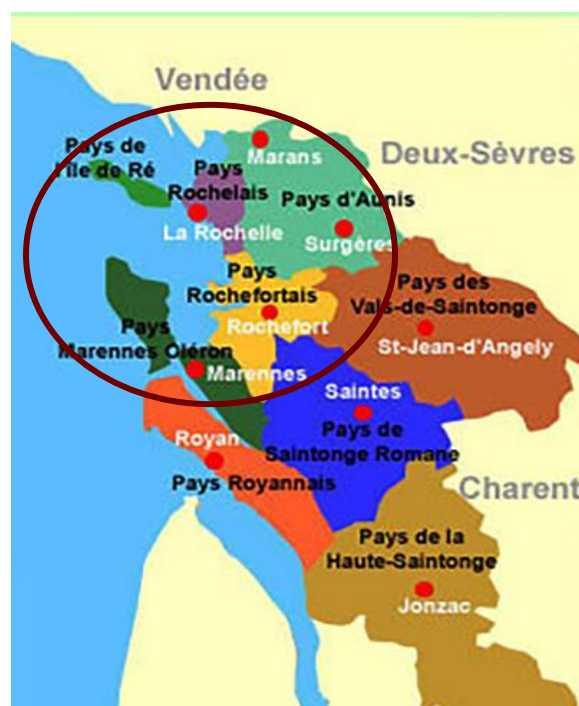 Vendée
Pays de
l'île de Ré
Marans
Deux-Sèvres
Pays
Rochelais
Pays d'Aunis
La Rochelle
Surgères
Pays
Rochefortais
Pays des
Vals-de-Saintonge
Rochefort
Pays
Marennes Oléron
St-Jean-d'Angely
Marennes
Saintes
Royan
Pays de
Saintonge Romane
Pays Royannais
Charent
Pays de la
Haute-Saintonge
Jonzac